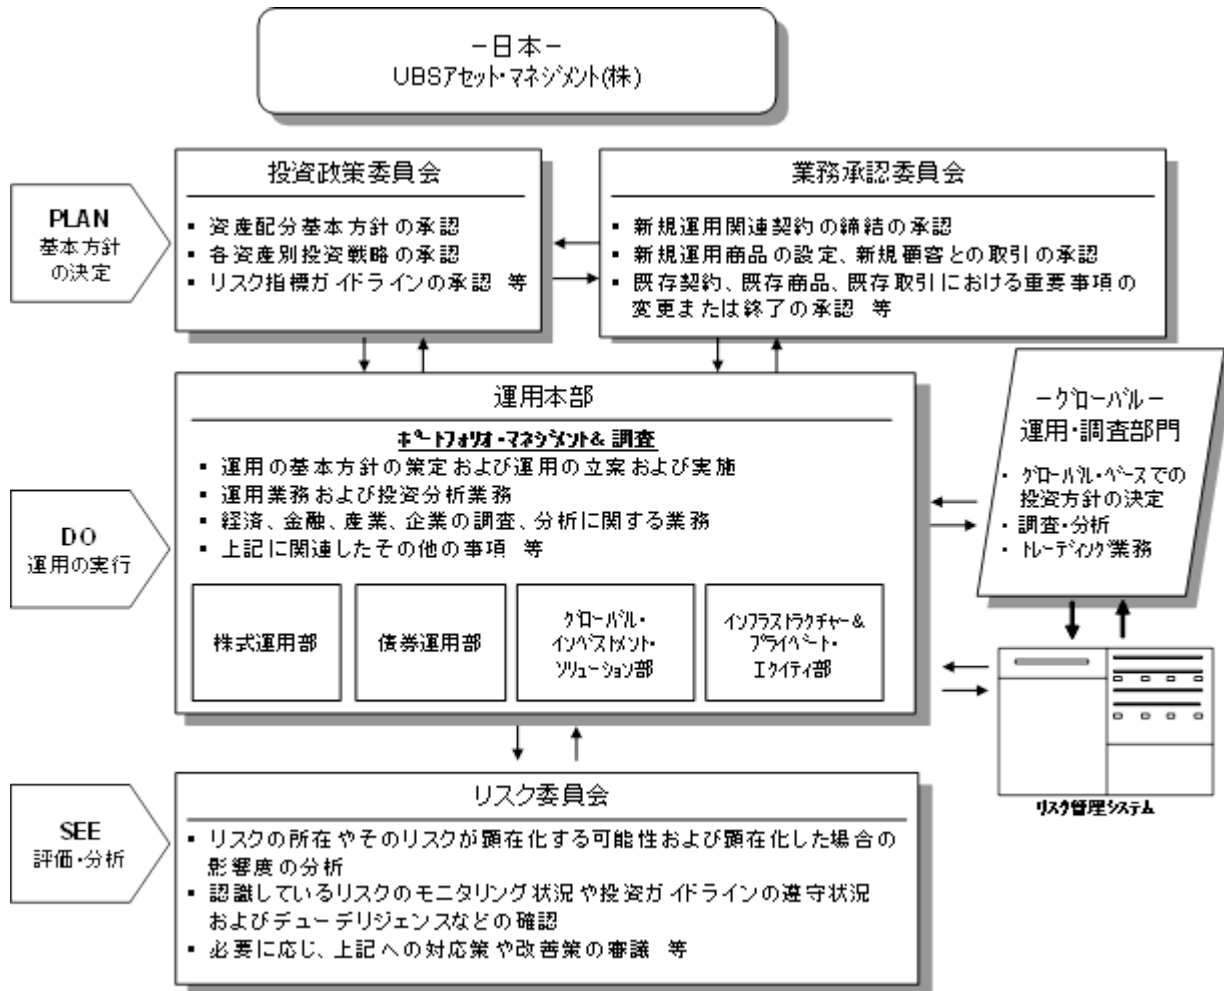 －日本－
UBSアセット・マネジメント(株)
PLAN
基本方針
の決定
投資政策委員会
▪ 資産配分基本方針の承認
▪ 各資産別投資戦略の承認
▪ リスク指標ガイドラインの承認 等
業務承認委員会
▪ 新規運用関連契約の締結の承認
▪ 新規運用商品の設定、新規顧客との取引の承認
▪ 既存契約、既存商品、既存取引における重要事項の
変更または終了の承認 等
DO
運用の実行
運用本部
ポートフォリオ・マネジメント& 調査
▪ 運用の基本方針の策定および運用の立案および実施
▪ 運用業務および投資分析業務
▪ 経済、金融、産業、企業の調査、分析に関する業務
▪ 上記に関連したその他の事項 等
株式運用部
債券運用部
グローバル・
インベストメント・
ソリューション部
インフラストラクチャー＆
プライベート・
エクイティ部
－グローバル－
運用・調査部門
・ グローバル・ベースでの
投資方針の決定
・ 調査・分析
・ トレーディング業務
リスク管理システム
SEE
評価・分析
リスク委員会
▪ リスクの所在やそのリスクが顕在化する可能性および顕在化した場合の
影響度の分析
▪ 認識しているリスクのモニタリング状況や投資ガイドラインの遵守状況
およびデューデリジェンスなどの確認
▪ 必要に応じ、上記への対応策や改善策の審議 等